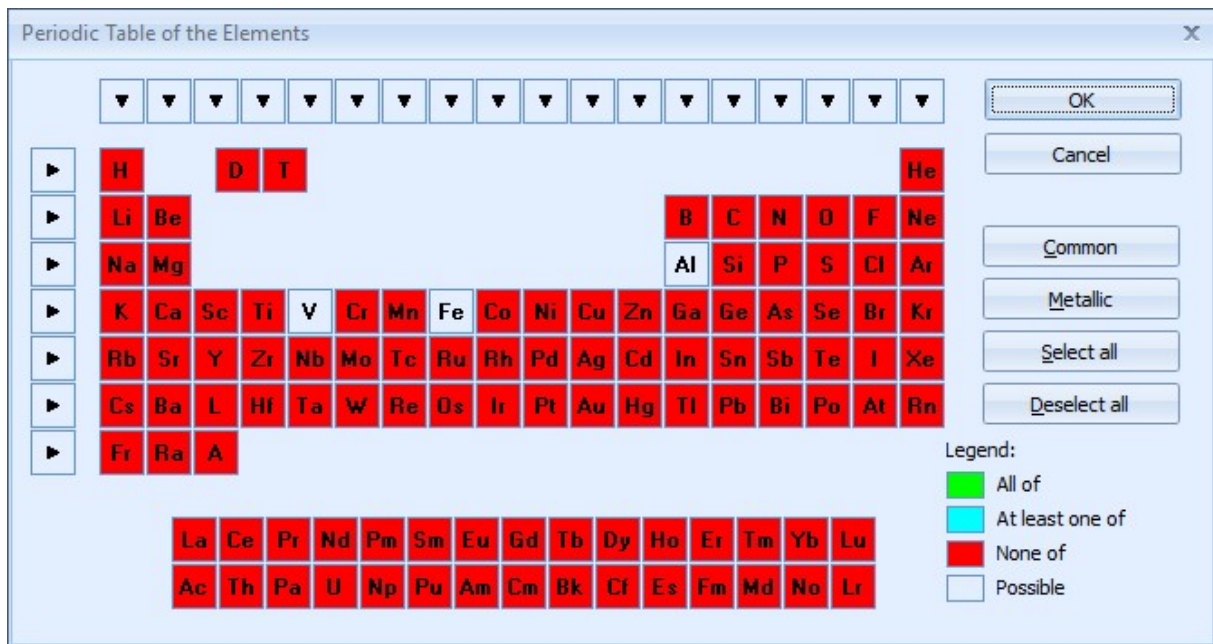 Periodic Table of the Elements x
▼ ▼ ▼ ▼ ▼ ▼ ▼ ▼ ▼ ▼ ▼ ▼ ▼ ▼ ▼ ▼ ▼ ▼ OK
► H D T He Cancel
► Li Be B C N O F Ne
► Na Mg Al Si P S Cl Ar Common
► K Ca Sc Ti V Cr Mn Fe Co Ni Cu Zn Ga Ge As Se Br Kr Metallic
► Rb Sr Y Zr Nb Mo Tc Ru Rh Pd Ag Cd In Sn Sb Te I Xe Select all
► Cs Ba L Hf Ta W Re Os Ir Pt Au Hg Tl Pb Bi Po At Rn Deselect all
► Fr Ra A Legend:
All of
La Ce Pr Nd Pm Sm Eu Gd Tb Dy Ho Er Tm Yb Lu At least one of
None of
Ac Th Pa U Np Pu Am Cm Bk Cf Es Fm Md No Lr Possible